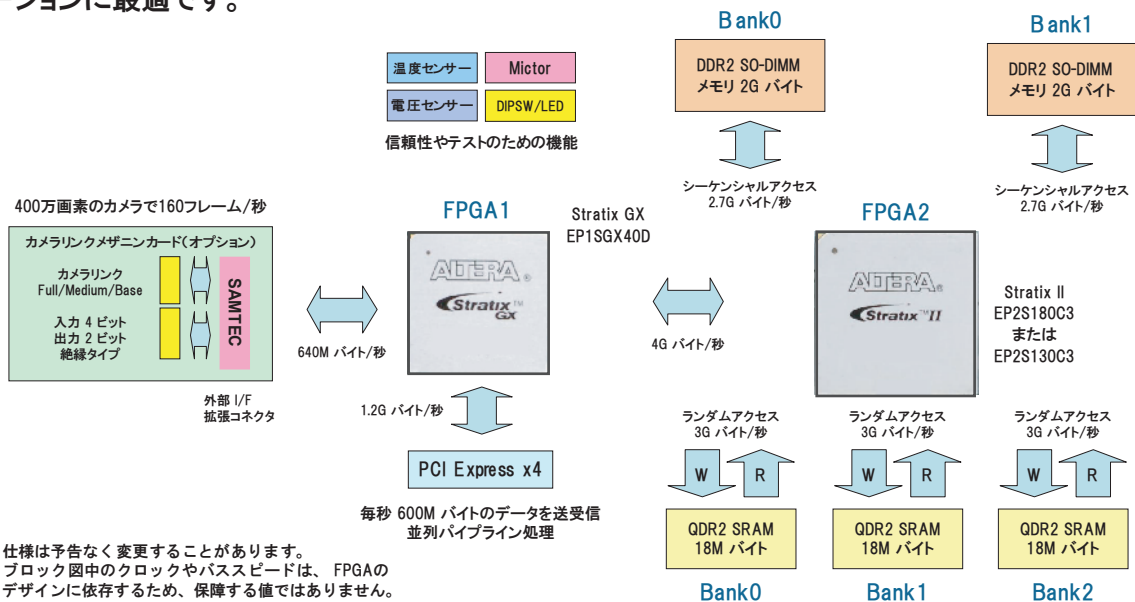 ーションに最適です。
温度センサー
Mictor
電圧センサー
DIPSW/LED
信頼性やテストのための機能
Bank0
DDR2 SO-DIMM
メモリ 2G バイト
シーケンシャルアクセス
2.7G バイト/秒
Bank1
DDR2 SO-DIMM
メモリ 2G バイト
シーケンシャルアクセス
2.7G バイト/秒
400万画素のカメラで160フレーム/秒
カメラリンクメザニンカード(オプション)
カメラリンク
Full/Medium/Base
入力 4 ビット
出力 2 ビット
絶縁タイプ
SAMTEC
外部 I/F
拡張コネクタ
640M バイト/秒
FPGA1
ALTERA®
Stratix™
GX
Stratix GX
EP1SGX40D
4G バイト/秒
FPGA2
ALTERA®
Stratix™II
Stratix II
EP2S180C3
または
EP2S130C3
1.2G バイト/秒
PCI Express x4
毎秒 600M バイトのデータを送受信
並列パイプライン処理
ランダムアクセス
3G バイト/秒
W
R
QDR2 SRAM
18M バイト
Bank0
ランダムアクセス
3G バイト/秒
W
R
QDR2 SRAM
18M バイト
Bank1
ランダムアクセス
3G バイト/秒
W
R
QDR2 SRAM
18M バイト
Bank2
仕様は予告なく変更することがあります。
ブロック図中のクロックやバススピードは、FPGAの
デザインに依存するため、保障する値ではありません。